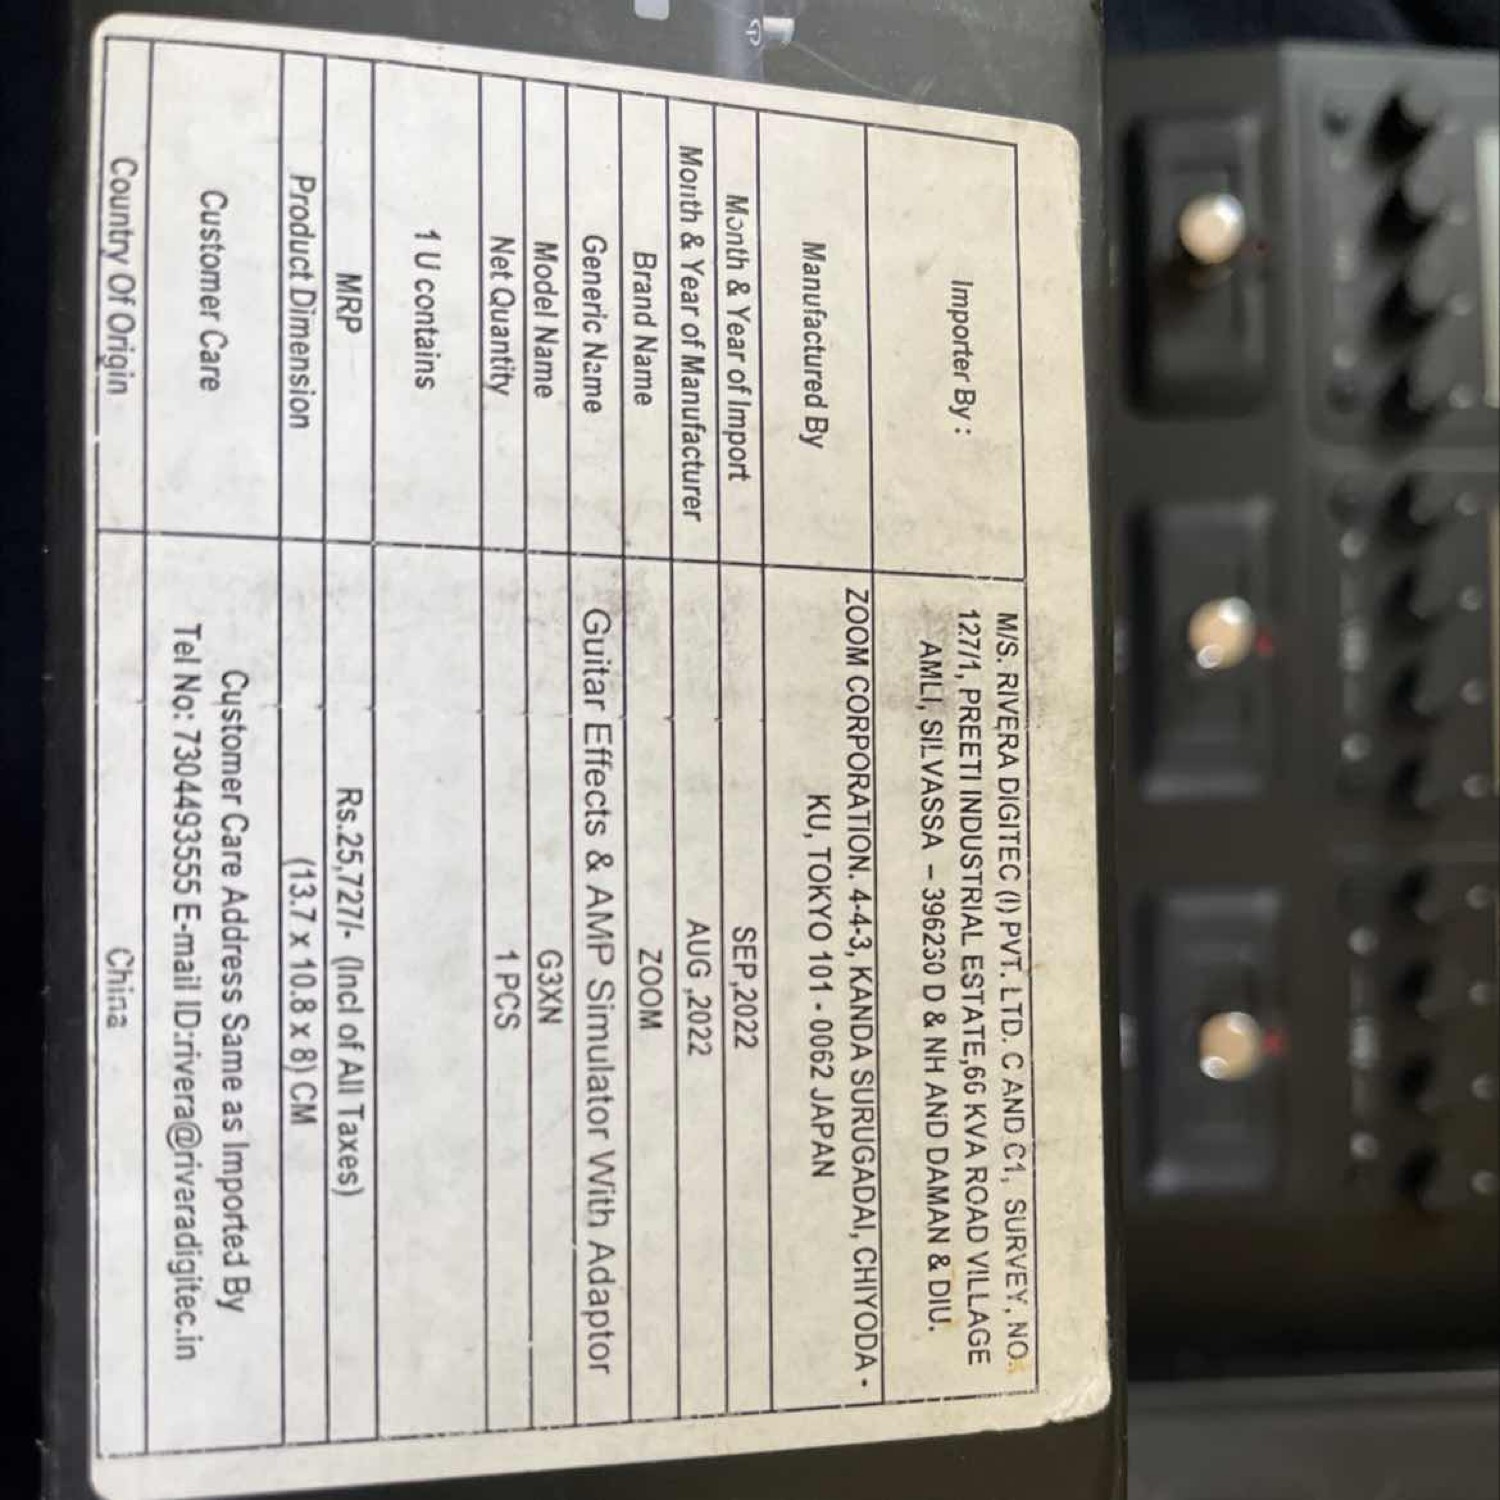 Importer By :
M/S. RIVERA DIGITEC (I) PVT. LTD. C AND C1, SURVEY, NO.
127/1, PREETI INDUSTRIAL ESTATE,66 KVA ROAD VILLAGE
AMLI, SILVASSA – 396230 D & NH AND DAMAN & DIU.
Manufactured By
ZOOM CORPORATION. 4-4-3, KANDA SURUGADAI, CHIYODA -
KU, TOKYO 101 - 0062 JAPAN
Month & Year of Import SEP,2022
Month & Year of Manufacturer AUG ,2022
Brand Name ZOOM
Generic Name Guitar Effects & AMP Simulator With Adaptor
Model Name G3XN
Net Quantity 1 PCS
1 U contains
MRP Rs.25,727/- (Incl of All Taxes)
Product Dimension (13.7 x 10.8 x 8) CM
Customer Care
Customer Care Address Same as Imported By
Tel No: 7304493555 E-mail ID:rivera@riveradigitec.in
Country Of Origin China